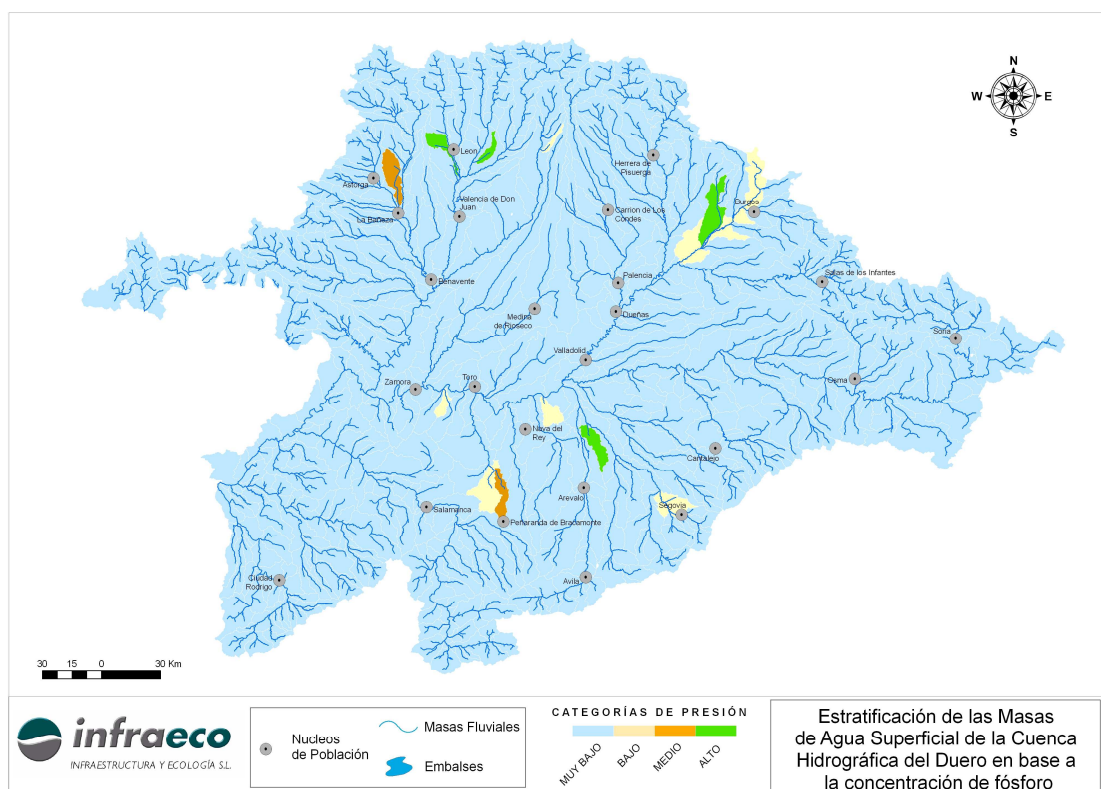 N
W
E
S
Leon
Astorga
La Bañeza
Valencia de Don
Juan
Herrera de
Pisuerga
Carrion de Los
Condes
Burgos
Benavente
Palencia
Salas de los Infantes
Medina
de Rioseco
Dueñas
Soria
Valladolid
Zamora
Toro
Osma
Nava del
Rey
Cantalejo
Arevalo
Segovia
Salamanca
Peñaranda de Bracamonte
Ciudad
Rodrigo
Avila
30 15 0 30 Km
infraeco
INFRAESTRUCTURA Y ECOLOGÍA S.L.
Núcleos
de Población
Masas Fluviales
Embalses
CATEGORÍAS DE PRESIÓN
MUY BAJO
BAJO
MEDIO
ALTO
Estratificación de las Masas
de Agua Superficial de la Cuenca
Hidrográfica del Duero en base a
la concentración de fósforo